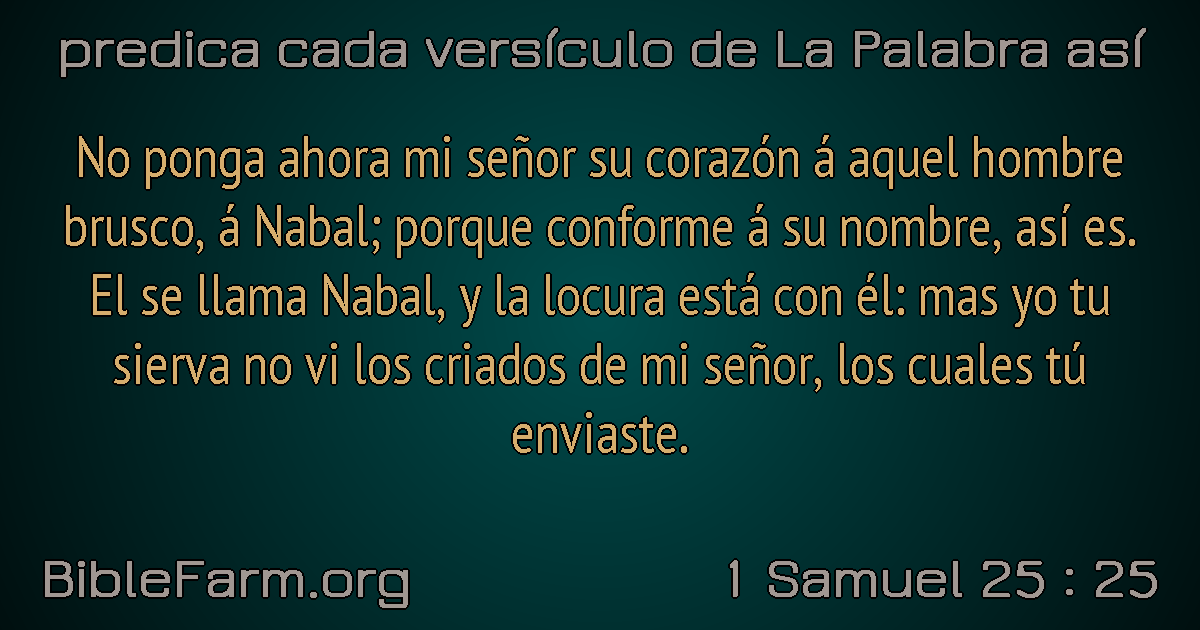 predica cada versículo de La Palabra así
No ponga ahora mi señor su corazón á aquel hombre
brusco, á Nabal; porque conforme á su nombre, así es.
El se llama Nabal, y la locura está con él: mas yo tu
sierva no vi los criados de mi señor, los cuales tú
enviaste.
BibleFarm.org
1 Samuel 25 : 25